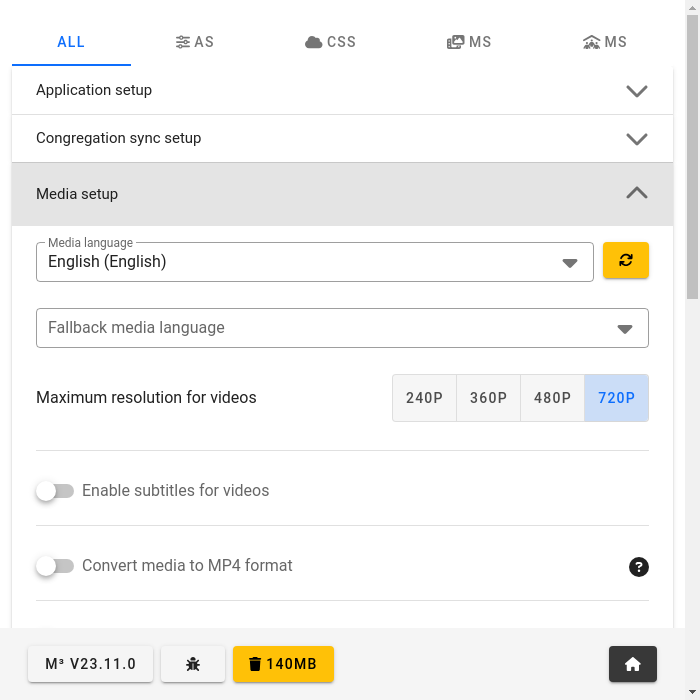 ALL AS CSS MS MS
Application setup
Congregation sync setup
Media setup
Media language
English (English)
Fallback media language
Maximum resolution for videos 240P 360P 480P 720P
Enable subtitles for videos
Convert media to MP4 format ?
M³ V23.11.0 140MB